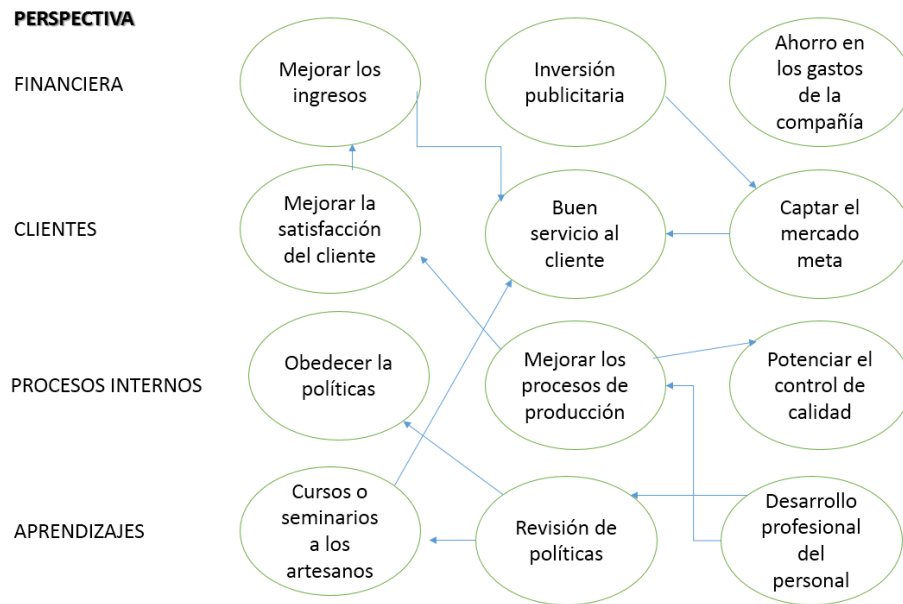 PERSPECTIVA
FINANCIERA
Mejorar los
ingresos
Inversión
publicitaria
Ahorro en
los gastos
de la
compañía
CLIENTES
Mejorar la
satisfacción
del cliente
Buen
servicio al
cliente
Captar el
mercado
meta
PROCESOS INTERNOS
Obedecer la
políticas
Mejorar los
procesos de
producción
Potenciar el
control de
calidad
APRENDIZAJES
Cursos o
seminarios
a los
artesanos
Revisión de
políticas
Desarrollo
profesional
del
personal